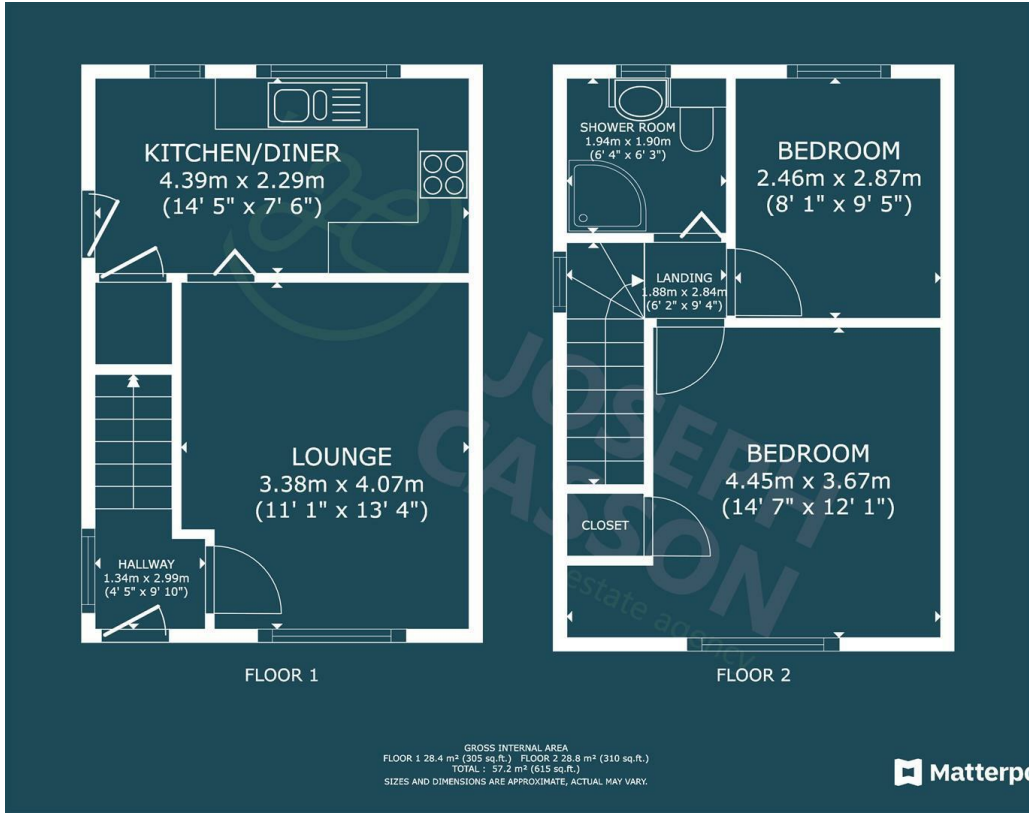 KITCHEN/DINER
4.39m x 2.29m
(14' 5" x 7' 6")
LOUNGE
3.38m x 4.07m
(11' 1" x 13' 4")
HALLWAY
1.34m x 2.99m
(4' 5" x 9' 10")
FLOOR 1
SHOWER ROOM
1.94m x 1.90m
(6' 4" x 6' 3")
BEDROOM
2.46m x 2.87m
(8' 1" x 9' 5")
LANDING
1.88m x 2.84m
(6' 2" x 9' 4")
BEDROOM
4.45m x 3.67m
(14' 7" x 12' 1")
CLOSET
FLOOR 2
JOSEPH
CASSON
estate agency
GROSS INTERNAL AREA
FLOOR 1 28.4 m² (305 sq.ft.) FLOOR 2 28.8 m² (310 sq.ft.)
TOTAL : 57.2 m² (615 sq.ft.)
SIZES AND DIMENSIONS ARE APPROXIMATE, ACTUAL MAY VARY.
Matterpo